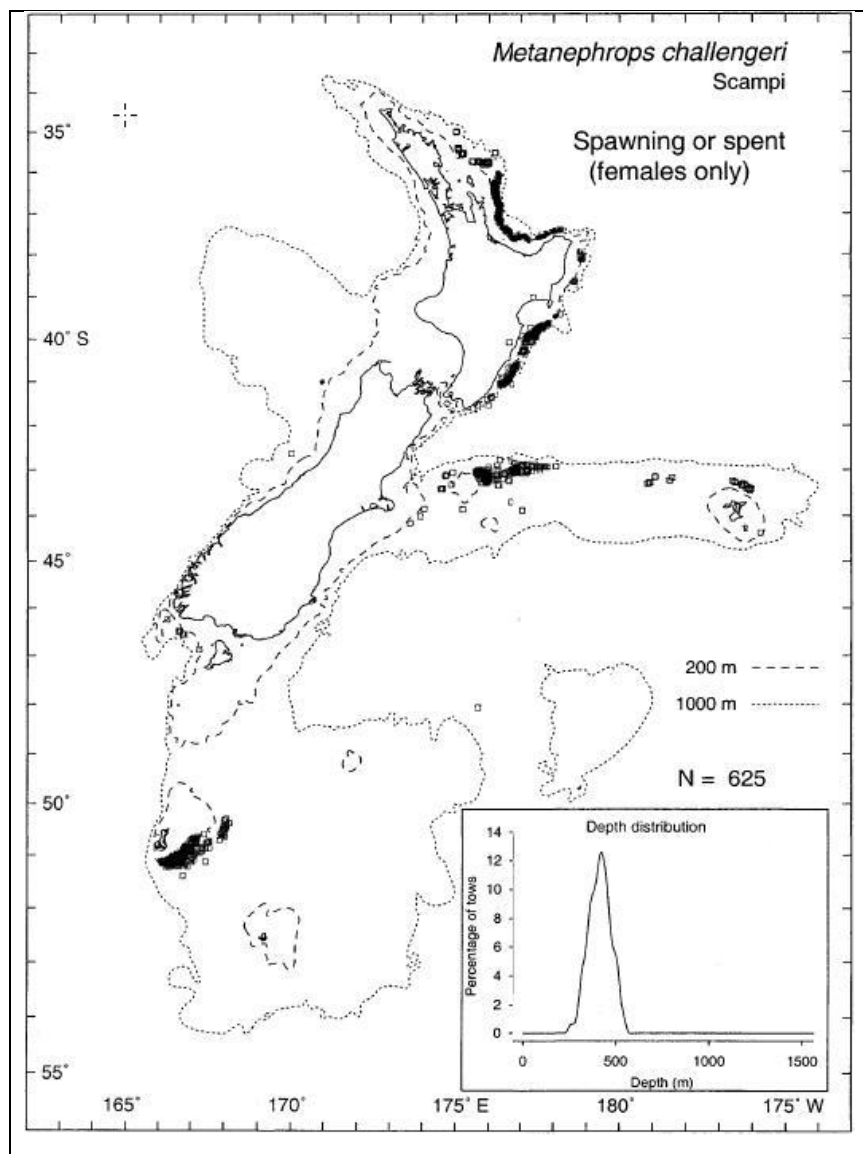 Metanephrops challengeri
Scampi
Spawning or spent
(females only)
35°
40° S
45°
50°
55°
200 m
1000 m
N = 625
Depth distribution
Percentage of tows
14
12
10
8
6
4
2
0
0 500 1000 1500
Depth (m)
165° 170° 175° E 180° 175° W